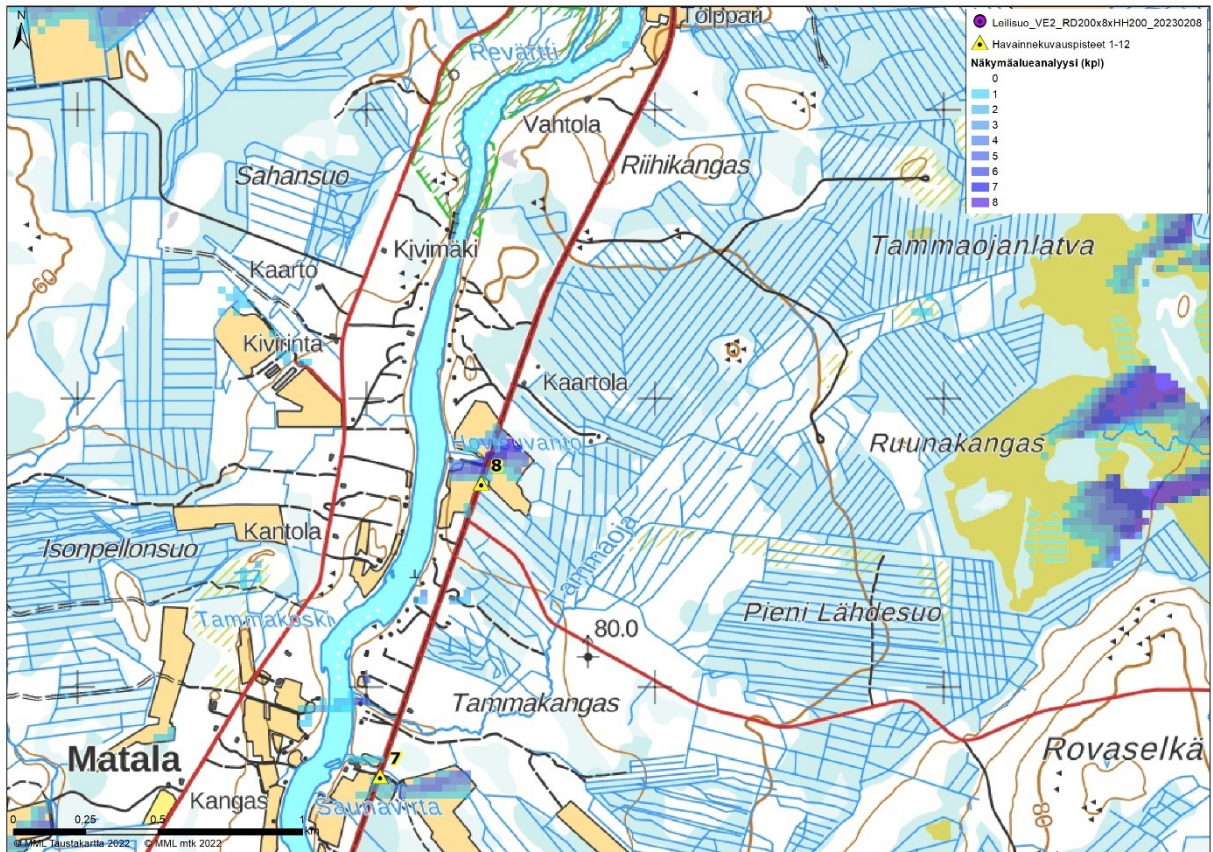 N
Tölppari
Leilisuo_VE2_RD200x8xHH200_20230208
Havainnekuvauspisteet 1-12
Näkymäalueanalyysi (kpl)
0
1
2
3
4
5
6
7
8
Revärtti
Vahtola
Riihikangas
Sahansuo
Kivimäki
Tammaojanlatva
Kaarto
60
Kivirinta
Kaartola
Hovisuvanto
Ruunakangas
8
Kantola
Isonpellonsuo
Tammaoja
Tammakoski
Pieni Lähdesuo
80.0
Tammakangas
Matala
7
Rovaselkä
Kangas
Saunavirta
80
0 0,25 0,5 1
km
© MML Taustakartta 2022 © MML mtk 2022